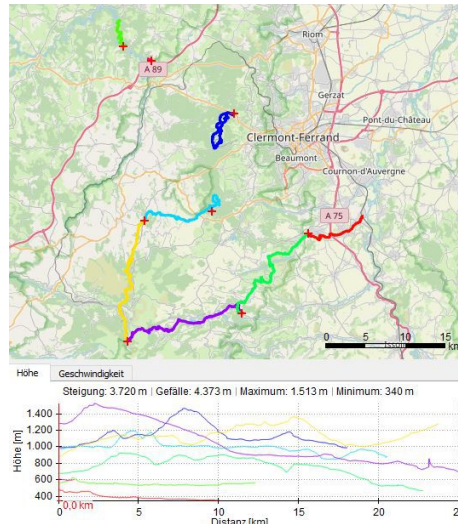 Riom
A 89
Gerzat
Pont-du-Château
Clermont-Ferrand
Beaumont
Cournon-d'Auvergne
A 75
0 5 10 15
km
Höhe Geschwindigkeit
Steigung: 3.720 m | Gefälle: 4.373 m | Maximum: 1.513 m | Minimum: 340 m
Höhe [m]
1.400
1.200
1.000
800
600
400
0,0 km
0 5 10 15 20
Distanz [km]